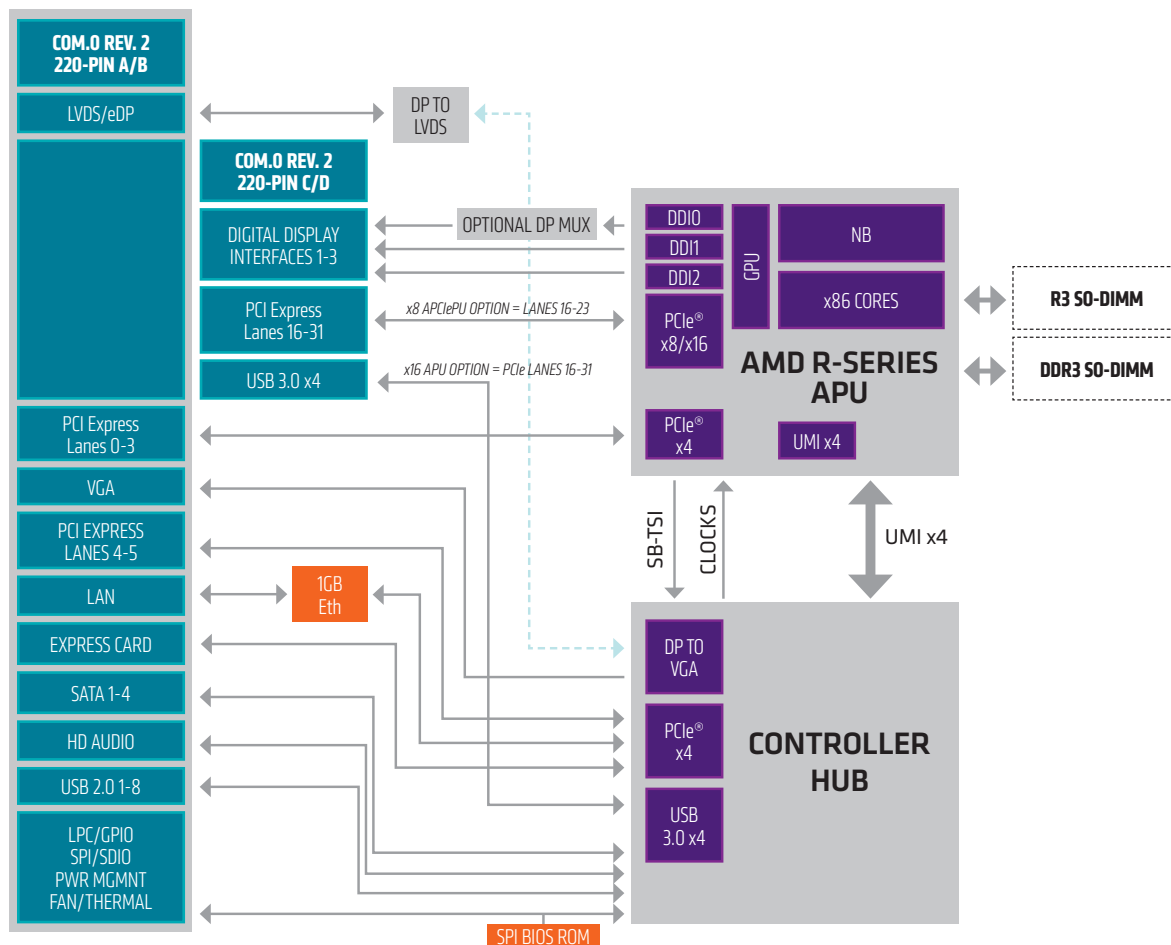 COM.0 REV. 2
220-PIN A/B
LVDS/eDP
DP TO
LVDS
COM.0 REV. 2
220-PIN C/D
DIGITAL DISPLAY
INTERFACES 1-3
OPTIONAL DP MUX
PCI Express
Lanes 16-31
x8 APCIePU OPTION = LANES 16-23
USB 3.0 x4
x16 APU OPTION = PCIe LANES 16-31
DDI0
DDI1
DDI2
PCIe®
x8/x16
GPU
NB
x86 CORES
AMD R-SERIES
APU
R3 SO-DIMM
DDR3 SO-DIMM
PCIe®
x4
UMI x4
PCI Express
Lanes 0-3
VGA
PCI EXPRESS
LANES 4-5
LAN
1GB
Eth
EXPRESS CARD
SATA 1-4
HD AUDIO
USB 2.0 1-8
LPC/GPIO
SPI/SDIO
PWR MGMNT
FAN/THERMAL
SPI BIOS ROM
SB-TSI
CLOCKS
UMI x4
DP TO
VGA
PCIe®
x4
USB
3.0 x4
CONTROLLER
HUB